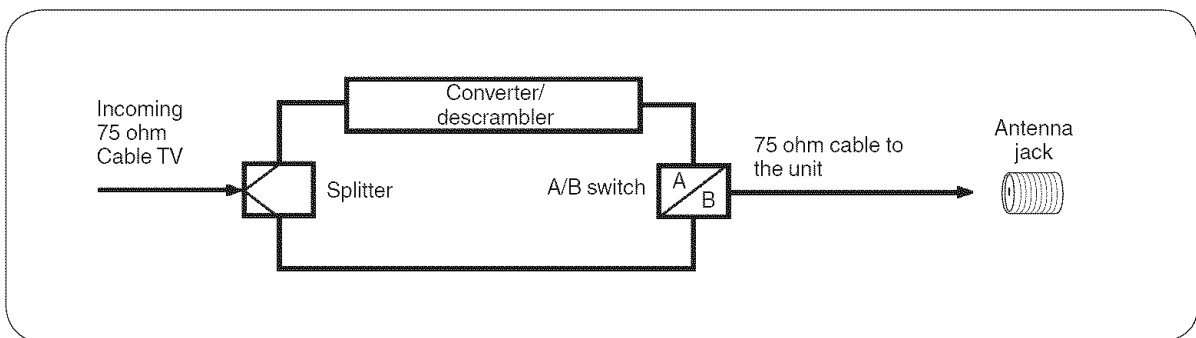 Incoming
75 ohm
Cable TV
Converter/
descrambler
Splitter
A/B switch
A
B
75 ohm cable to
the unit
Antenna
jack